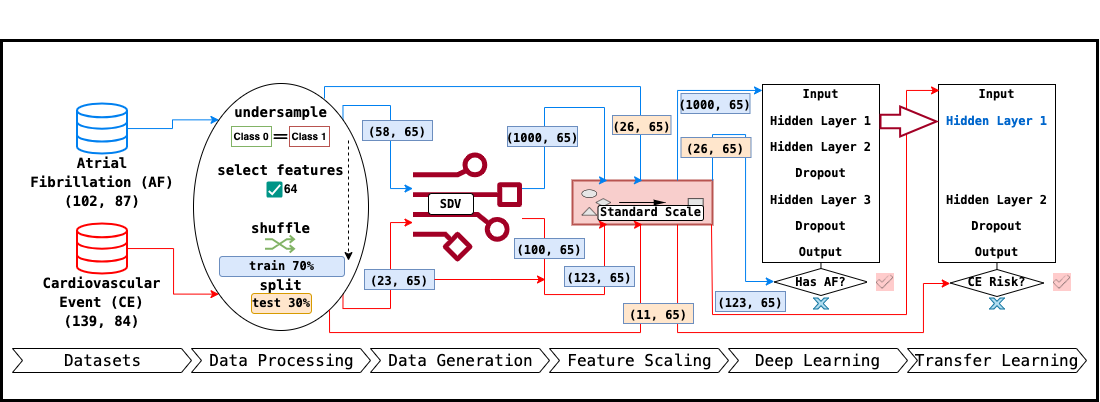 Atrial
Fibrillation (AF)
(102, 87)
Cardiovascular
Event (CE)
(139, 84)
undersample
Class 0
Class 1
select features
64
shuffle
train 70%
split
test 30%
(58, 65)
(23, 65)
SDV
(1000, 65)
(100, 65)
(123, 65)
(26, 65)
Standard Scale
(11, 65)
(1000, 65)
(26, 65)
(123, 65)
Input
Hidden Layer 1
Hidden Layer 2
Dropout
Hidden Layer 3
Dropout
Output
Has AF?
Input
Hidden Layer 1
Hidden Layer 2
Dropout
Output
CE Risk?
Datasets
Data Processing
Data Generation
Feature Scaling
Deep Learning
Transfer Learning